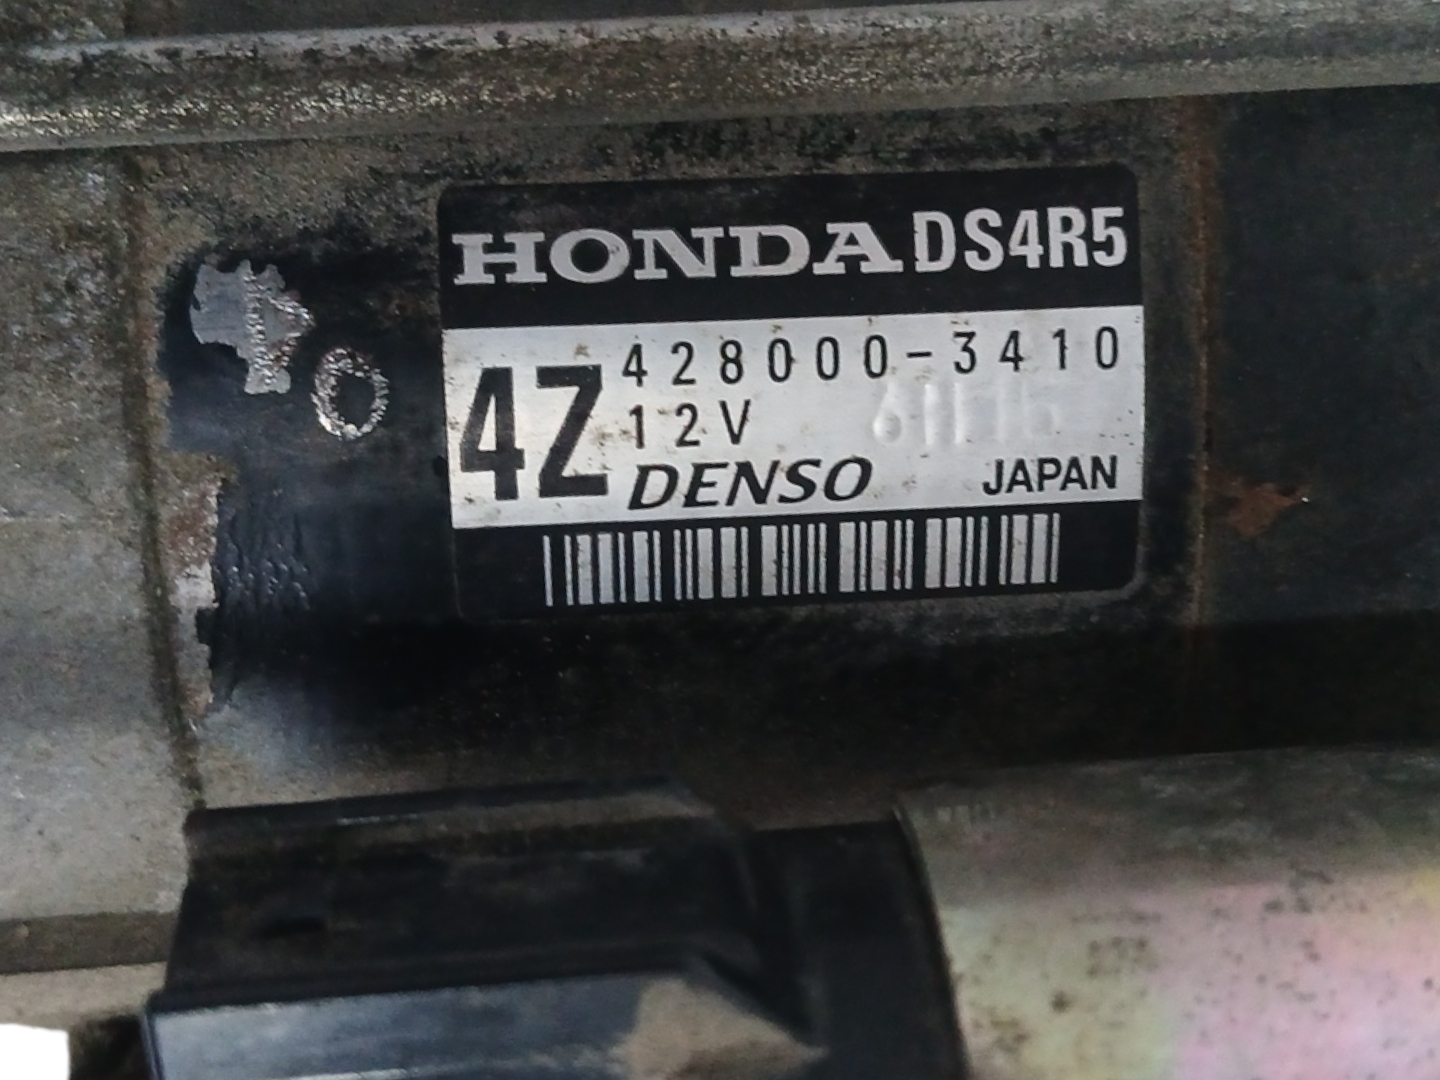 HONDA DS4R5
4Z
428000-3410
12V
DENSO JAPAN
O